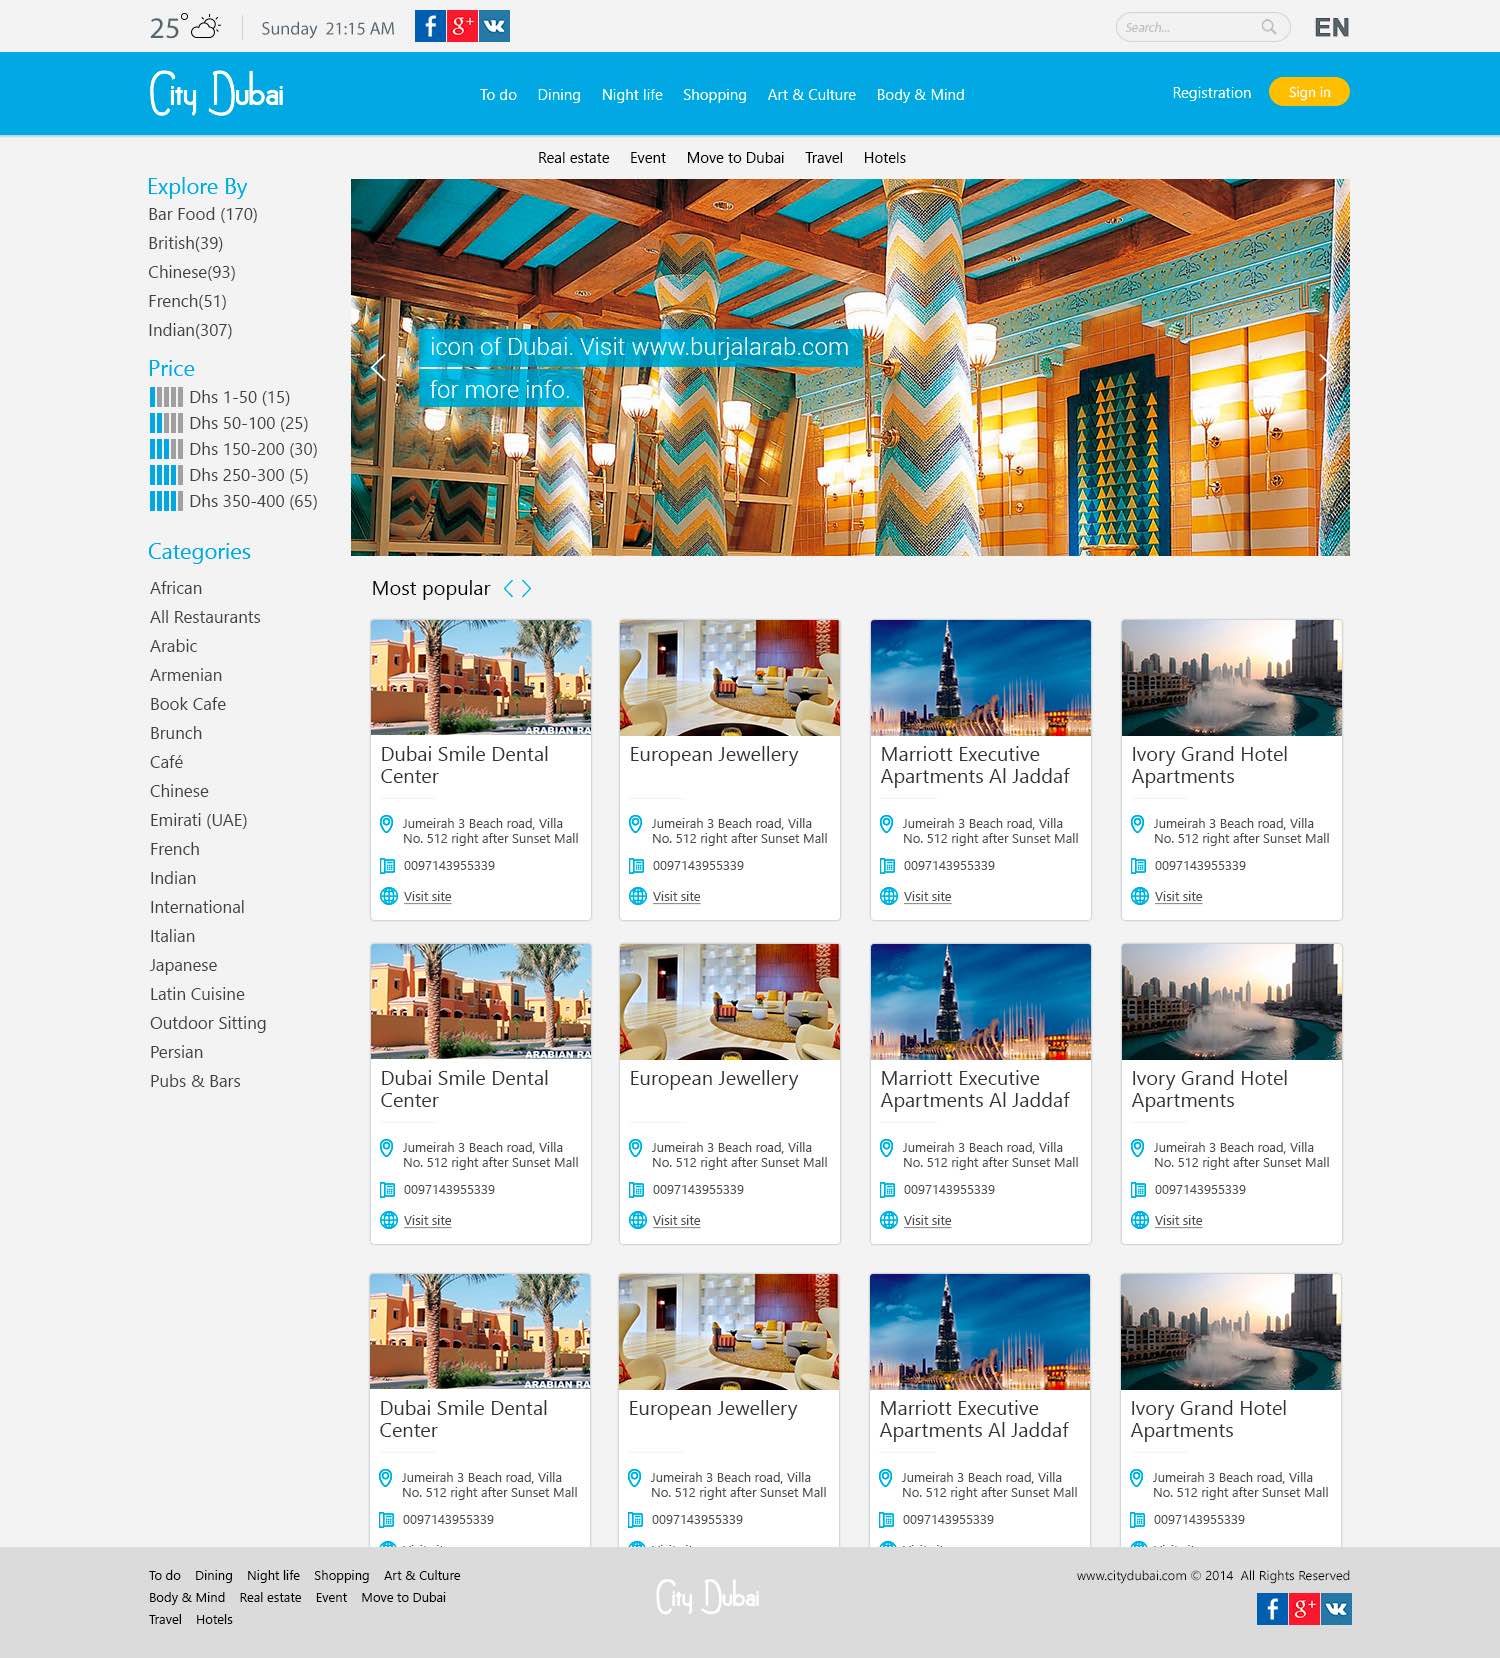 25° Sunday 21:15 AM f g+ Search... EN
City Dubai
To do Dining Night life Shopping Art & Culture Body & Mind
Registration Sign in
Real estate Event Move to Dubai Travel Hotels
Explore By
Bar Food (170)
British(39)
Chinese(93)
French(51)
Indian(307)
Price
Dhs 1-50 (15)
Dhs 50-100 (25)
Dhs 150-200 (30)
Dhs 250-300 (5)
Dhs 350-400 (65)
Categories
African
All Restaurants
Arabic
Armenian
Book Cafe
Brunch
Café
Chinese
Emirati (UAE)
French
Indian
International
Italian
Japanese
Latin Cuisine
Outdoor Sitting
Persian
Pubs & Bars
icon of Dubai. Visit www.burjalarab.com
for more info.
Most popular
ARABIAN RA
Dubai Smile Dental
Center
Jumeirah 3 Beach road, Villa
No. 512 right after Sunset Mall
0097143955339
Visit site
European Jewellery
Jumeirah 3 Beach road, Villa
No. 512 right after Sunset Mall
0097143955339
Visit site
Marriott Executive
Apartments Al Jaddaf
Jumeirah 3 Beach road, Villa
No. 512 right after Sunset Mall
0097143955339
Visit site
Ivory Grand Hotel
Apartments
Jumeirah 3 Beach road, Villa
No. 512 right after Sunset Mall
0097143955339
Visit site
ARABIAN RA
Dubai Smile Dental
Center
Jumeirah 3 Beach road, Villa
No. 512 right after Sunset Mall
0097143955339
Visit site
European Jewellery
Jumeirah 3 Beach road, Villa
No. 512 right after Sunset Mall
0097143955339
Visit site
Marriott Executive
Apartments Al Jaddaf
Jumeirah 3 Beach road, Villa
No. 512 right after Sunset Mall
0097143955339
Visit site
Ivory Grand Hotel
Apartments
Jumeirah 3 Beach road, Villa
No. 512 right after Sunset Mall
0097143955339
Visit site
ARABIAN RA
Dubai Smile Dental
Center
Jumeirah 3 Beach road, Villa
No. 512 right after Sunset Mall
0097143955339
European Jewellery
Jumeirah 3 Beach road, Villa
No. 512 right after Sunset Mall
0097143955339
Marriott Executive
Apartments Al Jaddaf
Jumeirah 3 Beach road, Villa
No. 512 right after Sunset Mall
0097143955339
Ivory Grand Hotel
Apartments
Jumeirah 3 Beach road, Villa
No. 512 right after Sunset Mall
0097143955339
To do Dining Night life Shopping Art & Culture
Body & Mind Real estate Event Move to Dubai
Travel Hotels
City Dubai
www.citydubai.com © 2014 All Rights Reserved
f g+